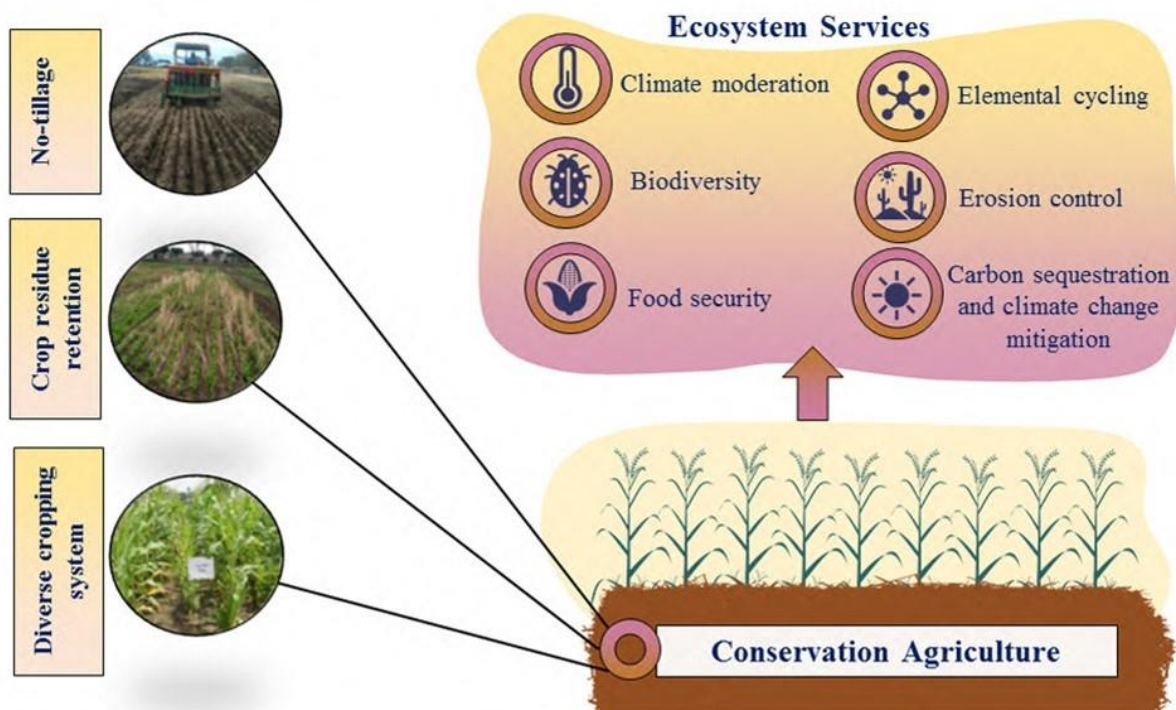 No-tillage
Crop residue
retention
Diverse cropping
system
Ecosystem Services
Climate moderation
Elemental cycling
Biodiversity
Erosion control
Food security
Carbon sequestration
and climate change
mitigation
Conservation Agriculture